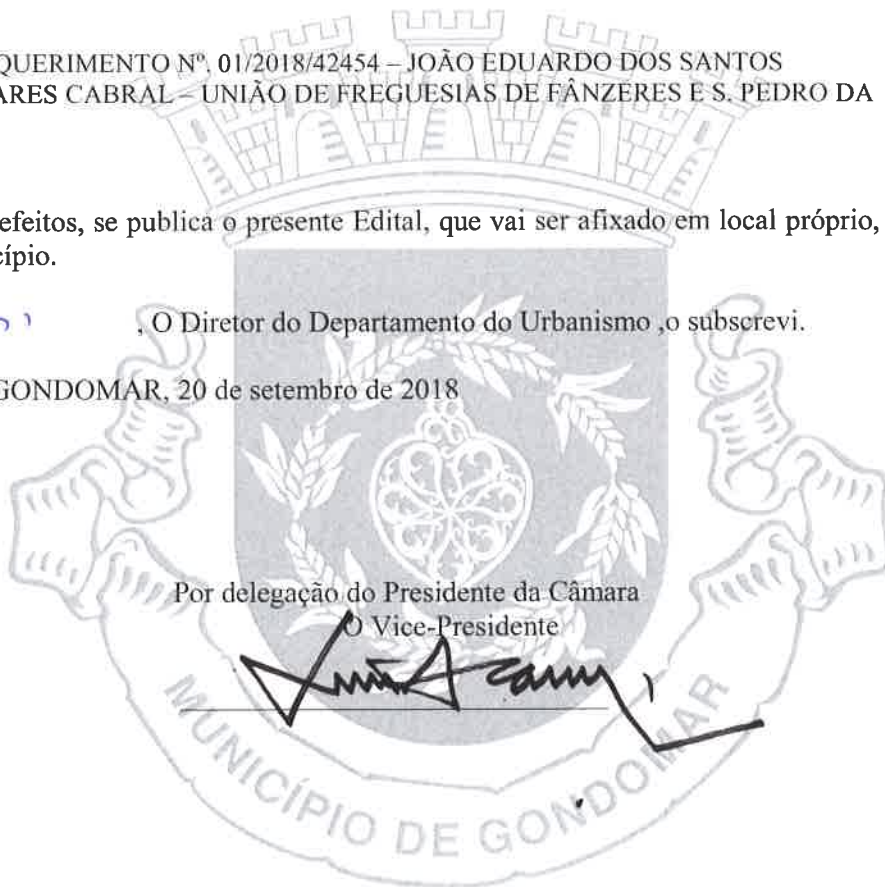 QUERIMENTO Nº. 01/2018/42454 – JOÃO EDUARDO DOS SANTOS
ARES CABRAL – UNIÃO DE FREGUESIAS DE FÂNZERES E S. PEDRO DA
efeitos, se publica o presente Edital, que vai ser afixado em local próprio,
cípio.
, O Diretor do Departamento do Urbanismo ,o subscrevi.
GONDOMAR, 20 de setembro de 2018
Por delegação do Presidente da Câmara
O Vice-Presidente
MUNICÍPIO DE GONDOMAR